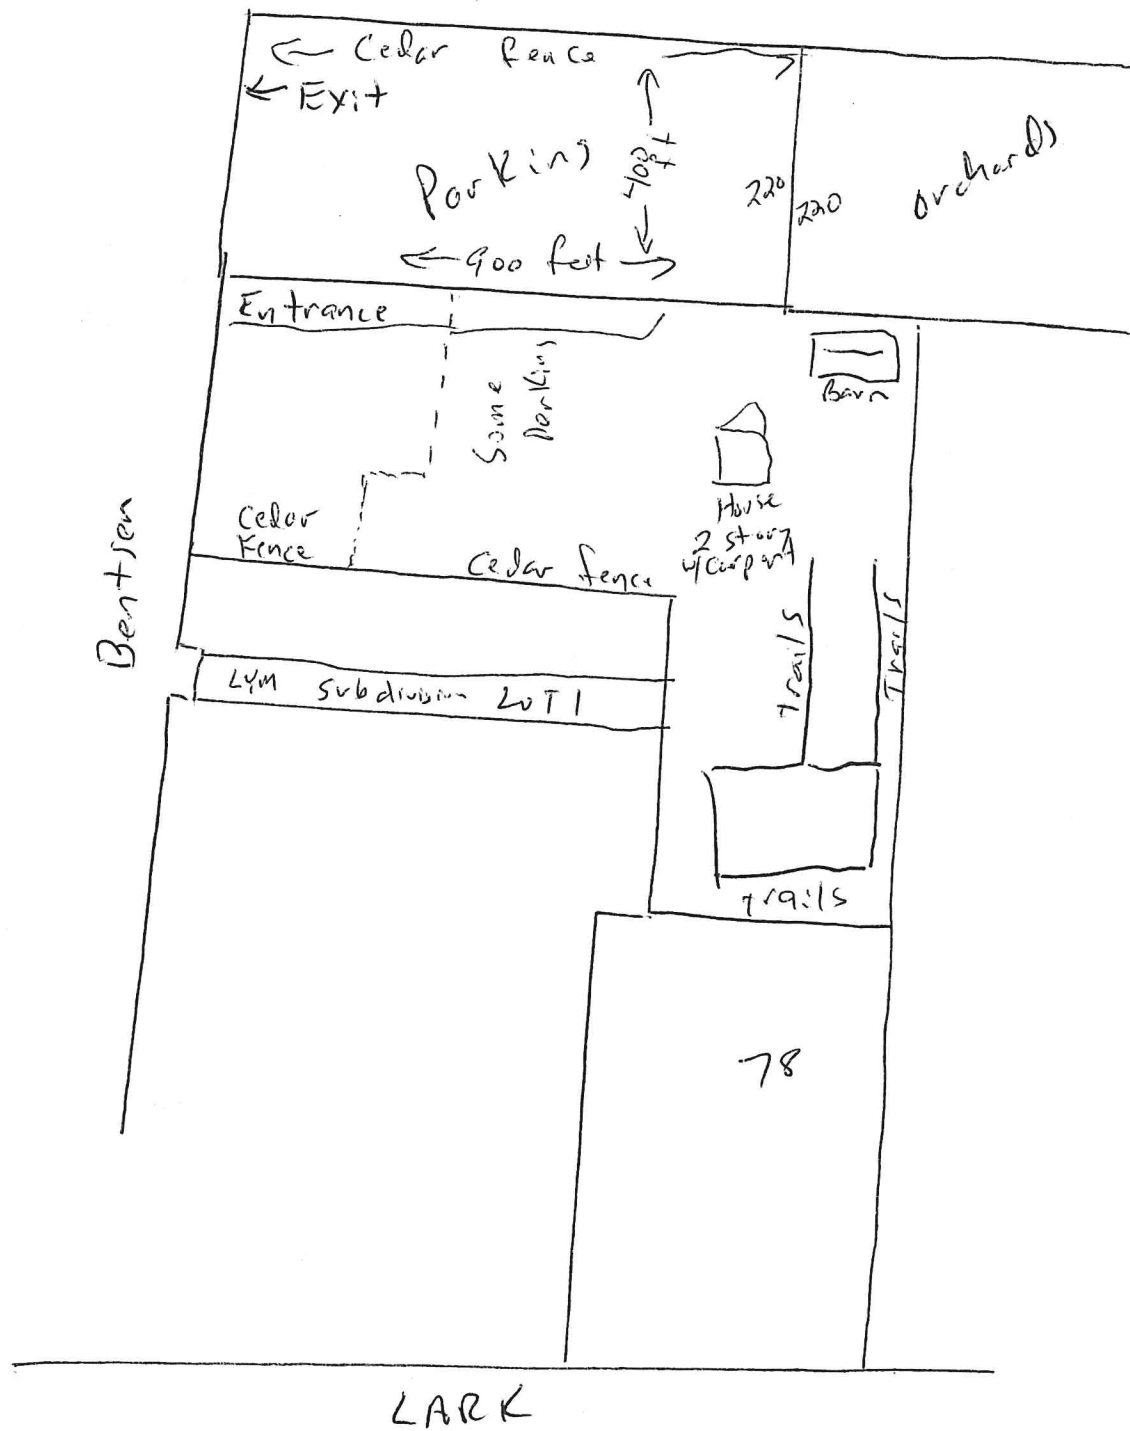 ← Cedar fence →
← Exit
Parking
400 ft
← 900 feet →
220
220
orchards
Entrance
Some
parking
Barn
House
2 story
w/carport
Cedar
Fence
Cedar fence
Bentsen
Trails
Trails
LYM Subdivision LOT 1
Trails
78
LARK